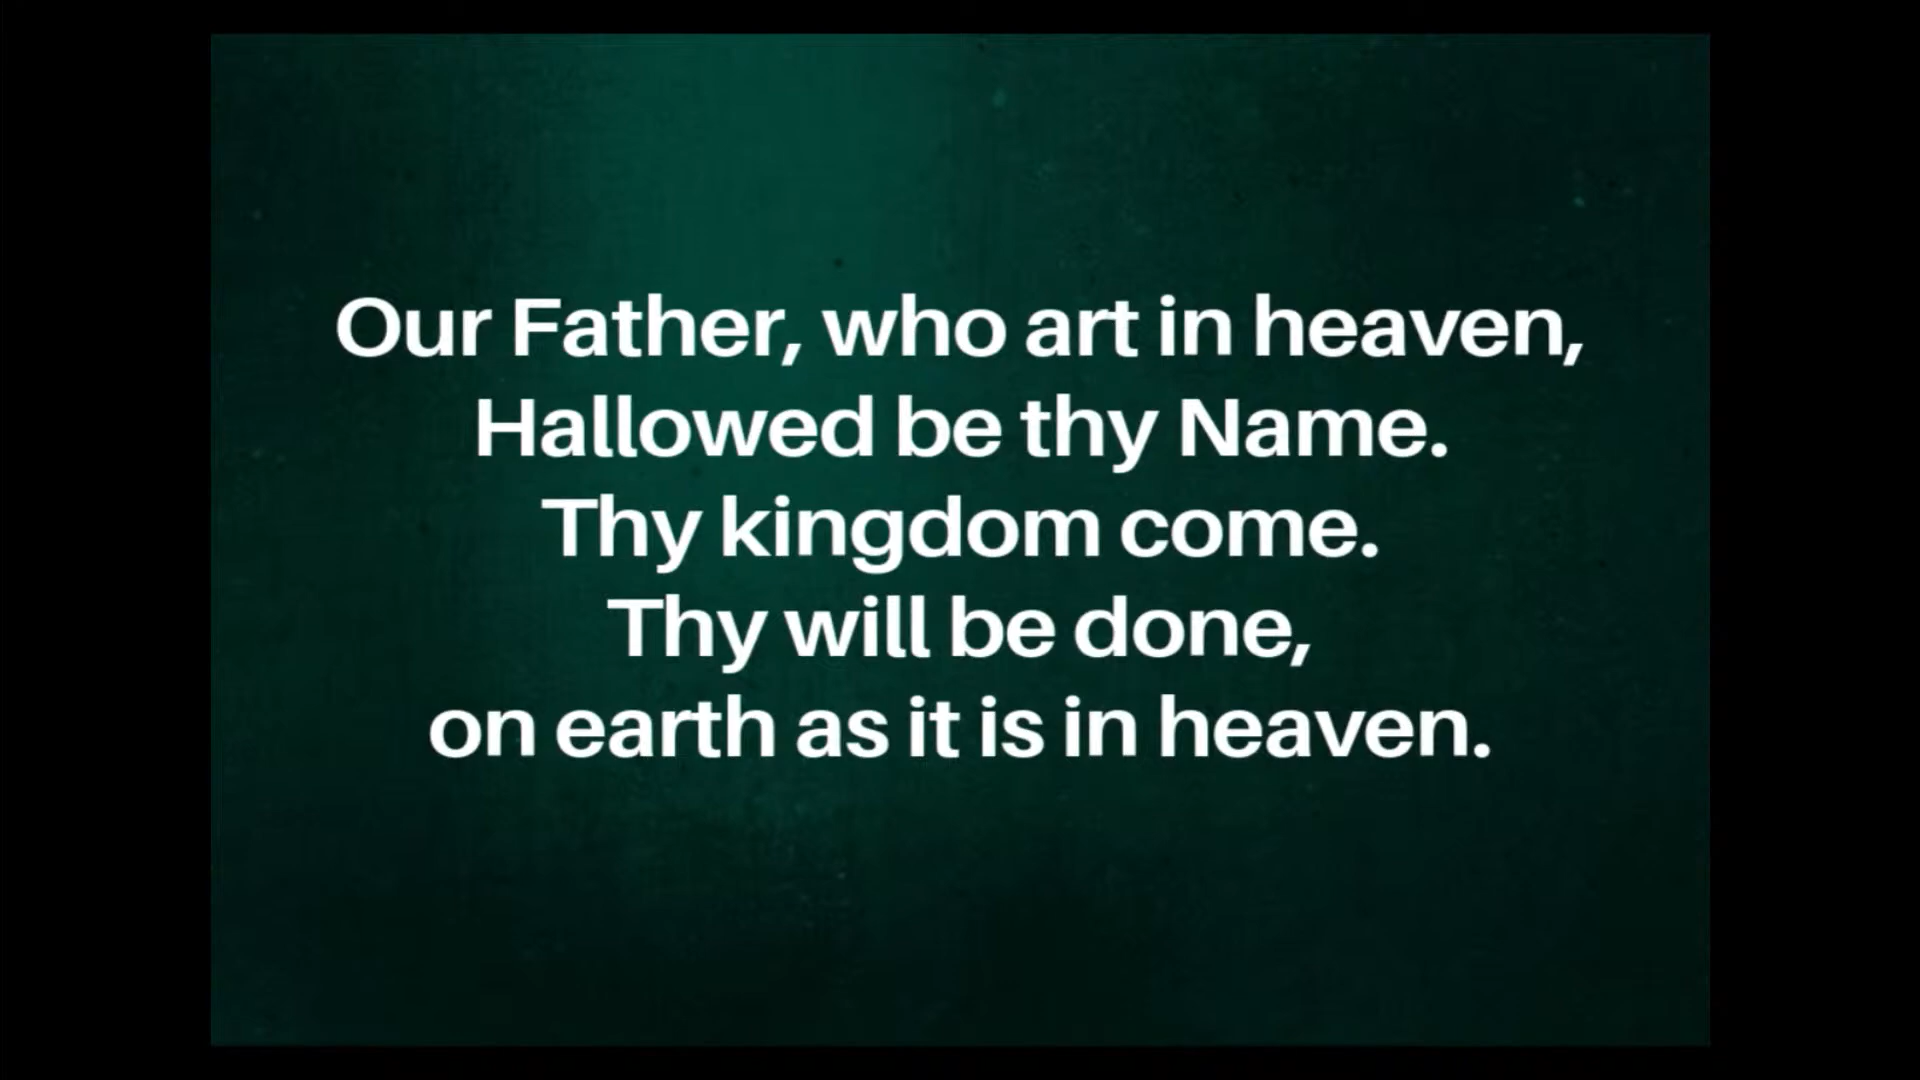 Our Father, who art in heaven,
Hallowed be thy Name.
Thy kingdom come.
Thy will be done,
on earth as it is in heaven.